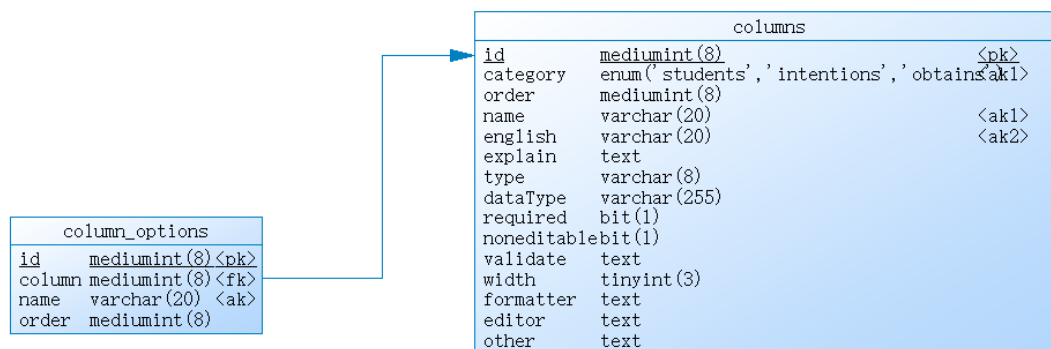 columns
id mediumint(8) <pk>
category enum('students','intentions','obtains') <ak1>
order mediumint(8)
name varchar(20) <ak1>
english varchar(20) <ak2>
explain text
type varchar(8)
dataType varchar(255)
required bit(1)
noneditable bit(1)
validate text
width tinyint(3)
formatter text
editor text
other text
column_options
id mediumint(8) <pk>
column mediumint(8) <fk>
name varchar(20) <ak>
order mediumint(8)